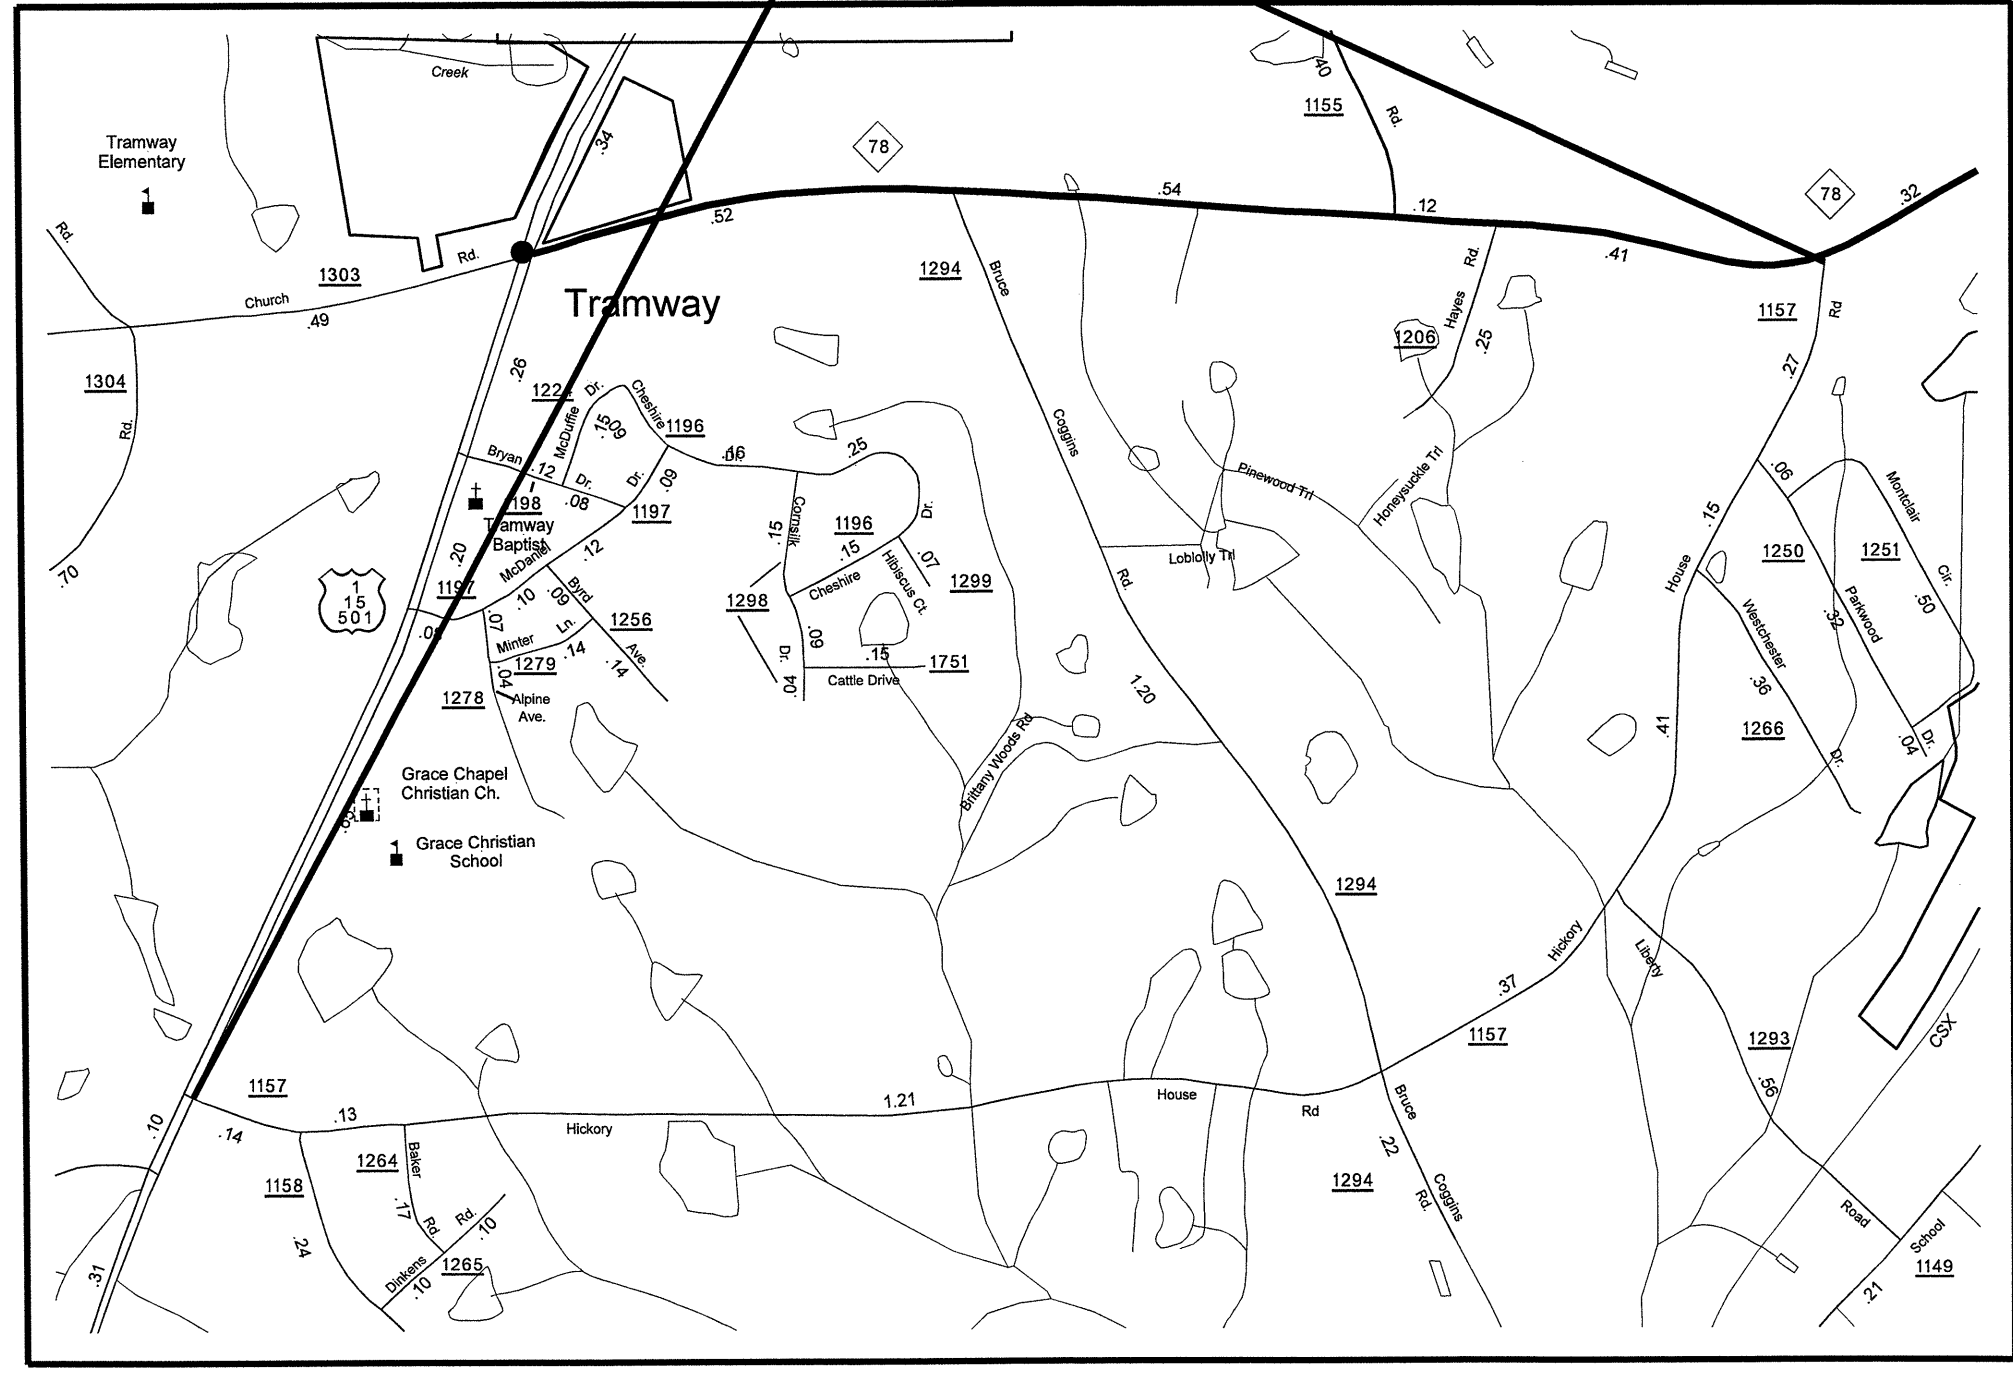 Creek
.34
40
1155
Rd.
Tramway
Elementary
78
.54
.12
78
.32
.52
.41
Rd.
Rd.
1303
Church
.49
Tramway
1294
Bruce
Rd.
Hayes
1206
.25
1157
Rd
.27
.26
1304
Rd.
.70
McDuffie
Dr.
.15
.09
Cheshire
1196
.16
Dr.
.25
Bryan
.12
Dr.
.08
Dr.
.09
1198
1197
Tramway
Baptist
.20
McDaniel
.12
1197
Cornsilk
.15
1196
Dr.
.15
Cheshire
Hibiscus Ct.
.07
1299
Coggins
Rd.
Pinewood Trl
Honeysuckle Trl
Loblolly Trl
.06
Montclair
.15
1250
1251
House
Cir.
.50
Parkwood
.32
Westchester
.36
1266
Dr.
.04
Dr.
1
15
501
.10
.09
Byrd
.07
Minter
Ln.
.14
1256
Ave.
.14
1279
.04
1278
Alpine
Ave.
1298
Dr.
.09
.04
.15
1751
Cattle Drive
1.20
.41
Brittany Woods Rd
Grace Chapel
Christian Ch.
Grace Christian
School
1294
Hickory
Liberty
.37
1157
1293
CSX
.56
1157
.13
.14
.10
Hickory
1.21
House
Rd
Bruce
.22
1294
Coggins
Rd.
1264
Baker
.17
Rd
1158
.24
Rd.
.10
Dinkens
.10
1265
.31
Road
School
1149
.21